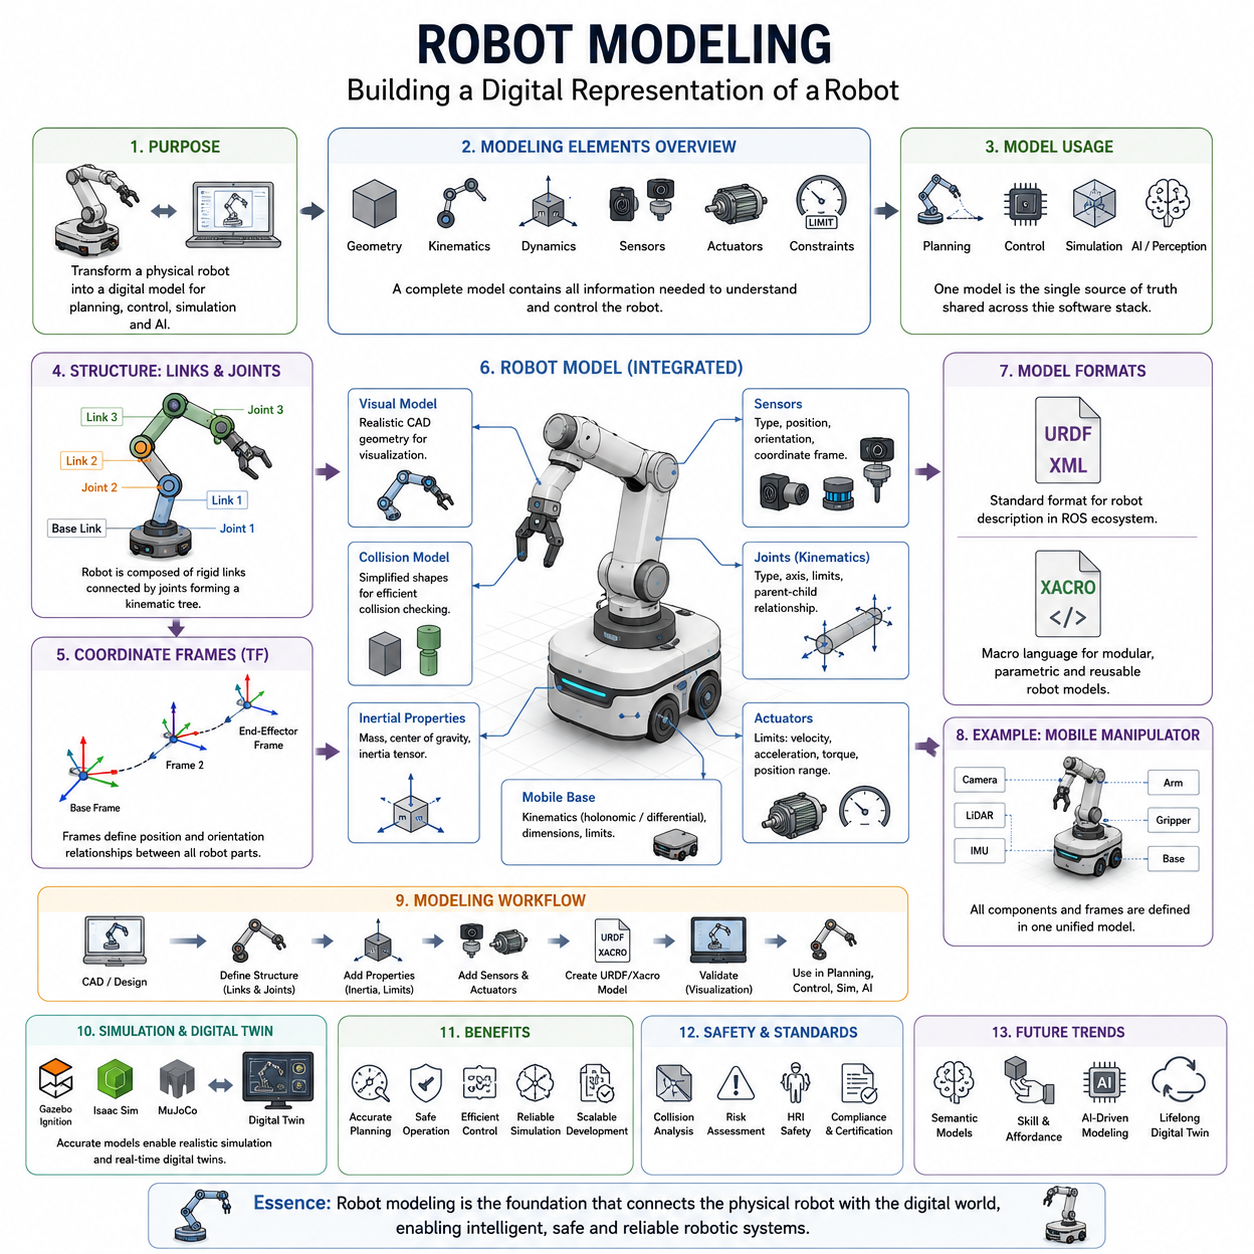 ROBOT MODELING
Building a Digital Representation of a Robot
1. PURPOSE
Transform a physical robot
into a digital model for
planning, control, simulation
and AI.
2. MODELING ELEMENTS OVERVIEW
Geometry
Kinematics
Dynamics
Sensors
Actuators
LIMIT
Constraints
A complete model contains all information needed to understand
and control the robot.
3. MODEL USAGE
Planning
Control
Simulation
AI / Perception
One model is the single source of truth
shared across thie software stack.
4. STRUCTURE: LINKS & JOINTS
Link 3
Joint 3
Link 2
Joint 2
Link 1
Base Link
Joint 1
Robot is composed of rigid links
connected by joints forming a
kinematic tree.
5. COORDINATE FRAMES (TF)
End-Effector
Frame
Frame 2
Base Frame
Frames define position and orientation
relationships between all robot parts.
6. ROBOT MODEL (INTEGRATED)
Visual Model
Realistic CAD
geometry for
visualization.
Collision Model
Simplified shapes
for efficient
collision checking.
Inertial Properties
Mass, center of gravity,
inertia tensor.
Sensors
Type, position,
orientation,
coordinate frame.
Joints (Kinematics)
Type, axis, limits,
parent-child
relationship.
Actuators
Limits: velocity,
acceleration, torque,
position range.
Mobile Base
Kinematics (holonomic / differential),
dimensions, limits.
7. MODEL FORMATS
URDF
XML
Standard format for robot
description in ROS ecosystem.
XACRO
</>
Macro language for modular,
parametric and reusable
robot models.
8. EXAMPLE: MOBILE MANIPULATOR
Camera
LiDAR
IMU
Arm
Gripper
Base
All components and frames are defined
in one unified model.
9. MODELING WORKFLOW
CAD / Design
Define Structure
(Links & Joints)
Add Properties
(Inertia, Limits)
Add Sensors &
Actuators
URDF
XACRO
Create URDF/Xacro
Model
Validate
(Visualization)
Use in Planning,
Control, Sim, AI
10. SIMULATION & DIGITAL TWIN
Gazebo
Ignition
Isaac Sim
MuJoCo
Digital Twin
Accurate models enable realistic simulation
and real-time digital twins.
11. BENEFITS
Accurate
Planning
Safe
Operation
Efficient
Control
Reliable
Simulation
Scalable
Development
12. SAFETY & STANDARDS
Collision
Analysis
Risk
Assessment
HRI
Safety
Compliance
& Certification
13. FUTURE TRENDS
Semantic
Models
Skill &
Affordance
AI
AI-Driven
Modeling
Lifelong
Digital Twin
Essence: Robot modeling is the foundation that connects the physical robot with the digital world,
enabling intelligent, safe and reliable robotic systems.